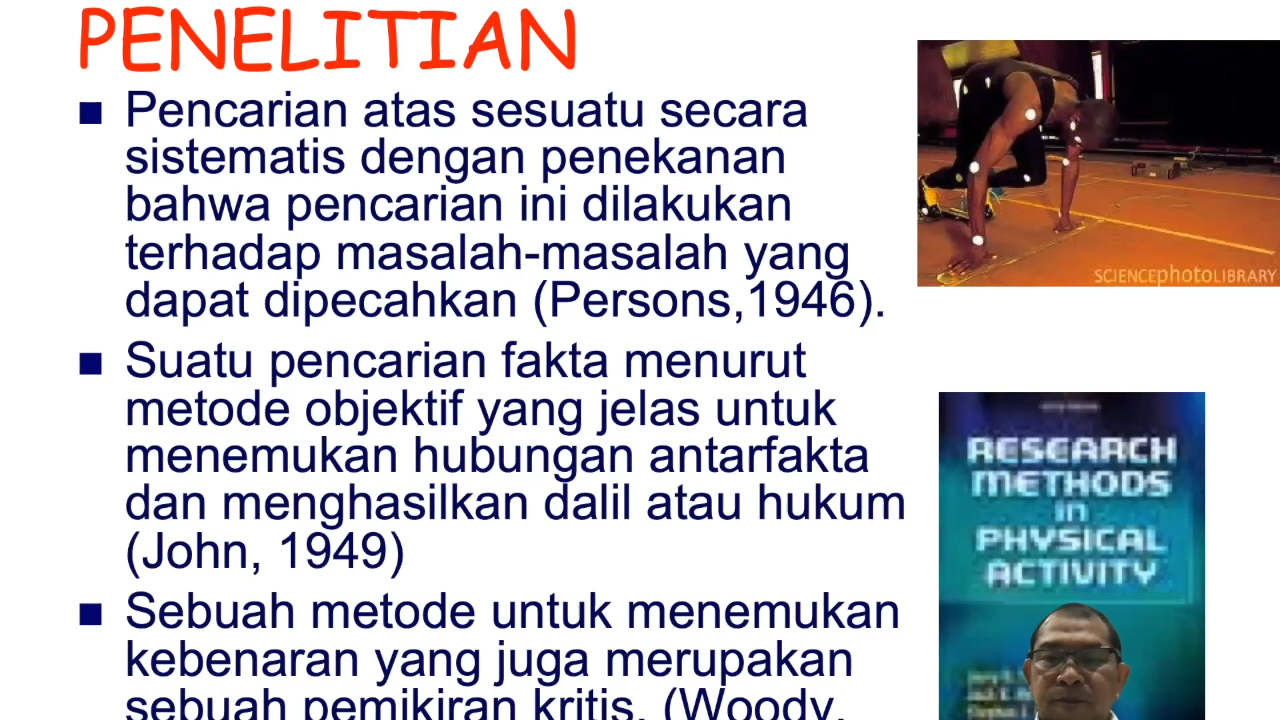 PENELITIAN
Pencarian atas sesuatu secara
sistematis dengan penekanan
bahwa pencarian ini dilakukan
terhadap masalah-masalah yang
dapat dipecahkan (Persons,1946).
Suatu pencarian fakta menurut
metode objektif yang jelas untuk
menemukan hubungan antarfakta
dan menghasilkan dalil atau hukum
(John, 1949)
Sebuah metode untuk menemukan
kebenaran yang juga merupakan
sebuah pemikiran kritis. (Woody,
SCIENCEphotoLIBRARY
RESEARCH
METHODS
in
PHYSICAL
ACTIVITY